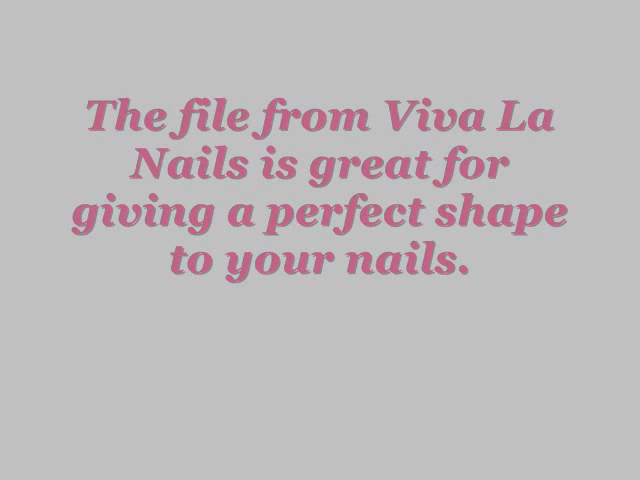 The file from Viva La
Nails is great for
giving a perfect shape
to your nails.